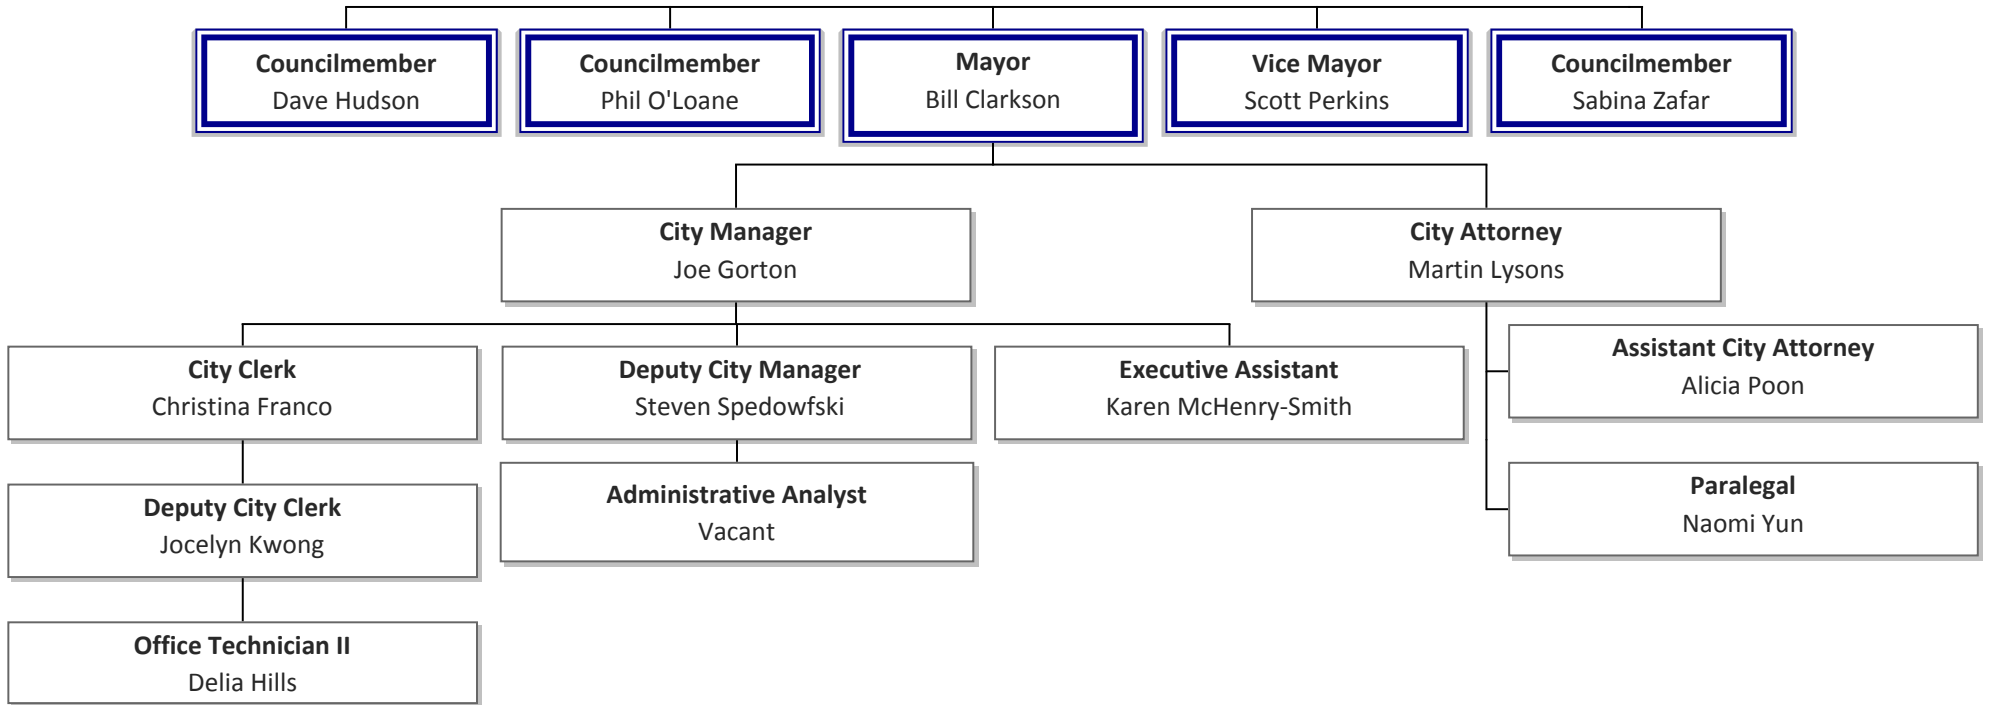 Councilmember
Dave Hudson
Councilmember
Phil O'Loane
Mayor
Bill Clarkson
Vice Mayor
Scott Perkins
Councilmember
Sabina Zafar
City Manager
Joe Gorton
City Attorney
Martin Lysons
City Clerk
Christina Franco
Deputy City Manager
Steven Spedowfski
Executive Assistant
Karen McHenry-Smith
Assistant City Attorney
Alicia Poon
Deputy City Clerk
Jocelyn Kwong
Administrative Analyst
Vacant
Paralegal
Naomi Yun
Office Technician II
Delia Hills